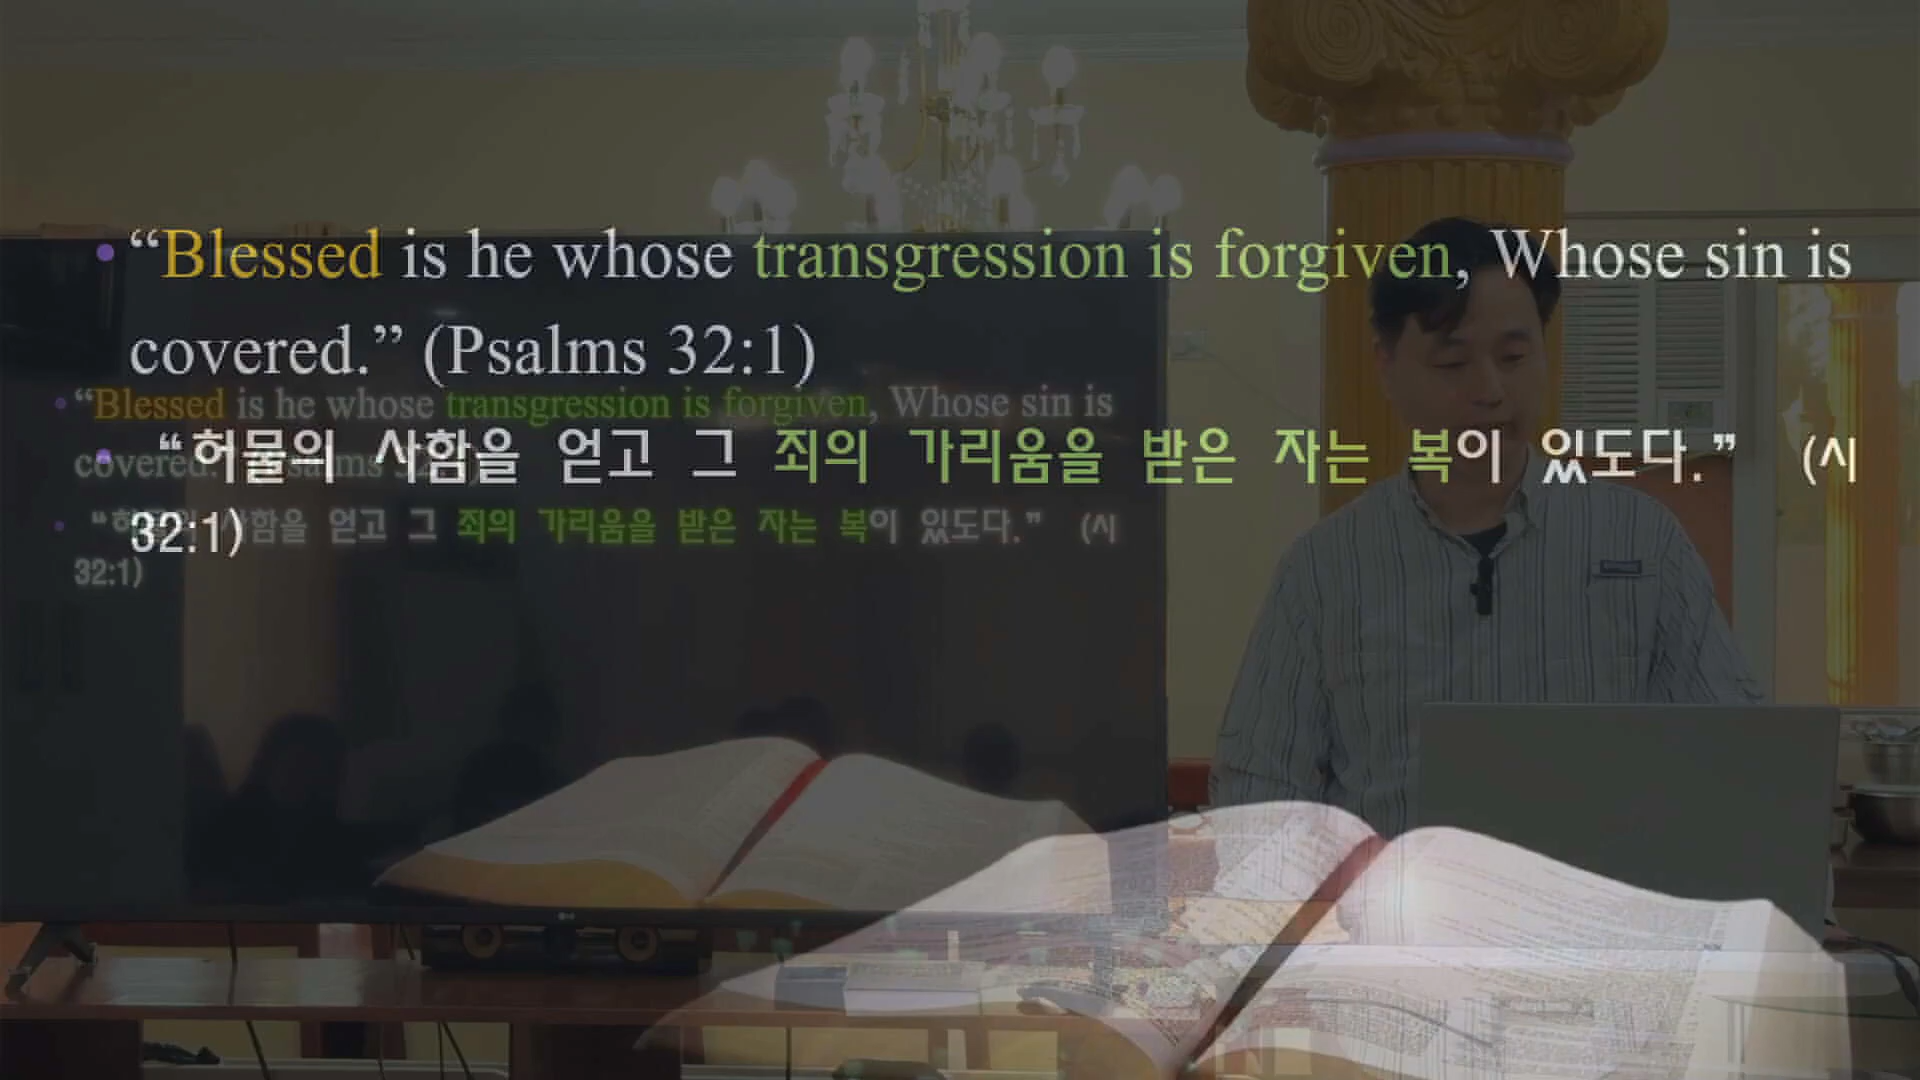 • “Blessed is he whose transgression is forgiven, Whose sin is
covered.” (Psalms 32:1)
• “허물의 사함을 얻고 그 죄의 가리움을 받은 자는 복이 있도다.” (시
32:1)
• “Blessed is he whose transgression is forgiven, Whose sin is
covered.
• “허물의 사함을 얻고 그 죄의 가리움을 받은 자는 복이 있도다.” (시
32:1)